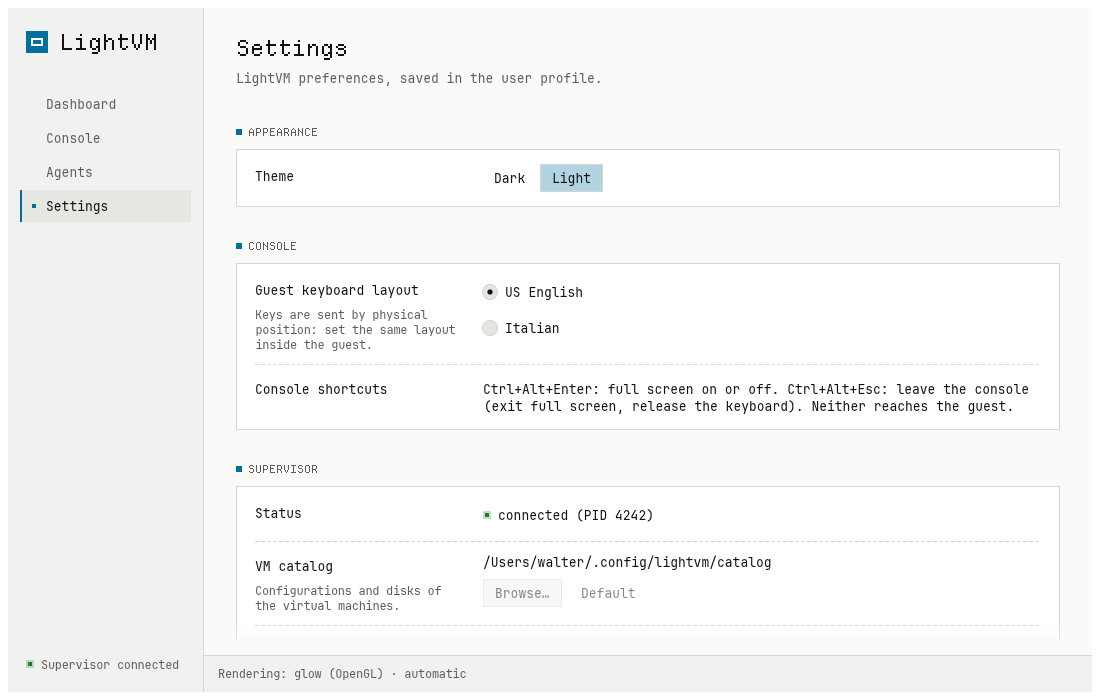 LightVM
Dashboard
Console
Agents
Settings
Supervisor connected
Settings
LightVM preferences, saved in the user profile.
APPEARANCE
Theme
Dark Light
CONSOLE
Guest keyboard layout
US English
Keys are sent by physical
position: set the same layout
inside the guest.
Italian
Console shortcuts
Ctrl+Alt+Enter: full screen on or off. Ctrl+Alt+Esc: leave the console
(exit full screen, release the keyboard). Neither reaches the guest.
SUPERVISOR
Status
connected (PID 4242)
VM catalog
/Users/walter/.config/lightvm/catalog
Configurations and disks of
the virtual machines.
Browse… Default
Rendering: glow (OpenGL) · automatic